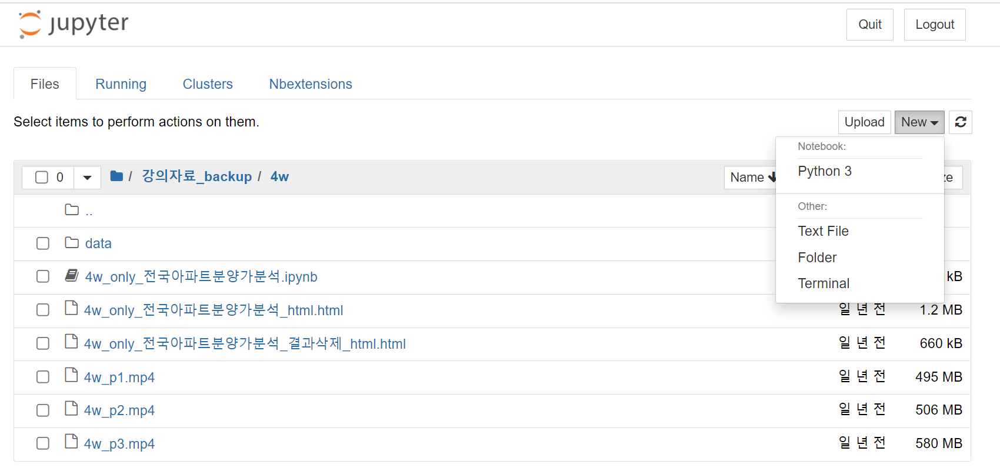 jupyter
Quit
Logout
Files
Running
Clusters
Nbextensions
Select items to perform actions on them.
Upload
New
Notebook:
Python 3
Other:
Text File
Folder
Terminal
0
/ 강의자료_backup / 4w
Name
..
data
4w_only_전국아파트분양가분석.ipynb
kB
4w_only_전국아파트분양가분석_html.html
일 년 전
1.2 MB
4w_only_전국아파트분양가분석_결과삭제_html.html
일 년 전
660 kB
4w_p1.mp4
일 년 전
495 MB
4w_p2.mp4
일 년 전
506 MB
4w_p3.mp4
일 년 전
580 MB